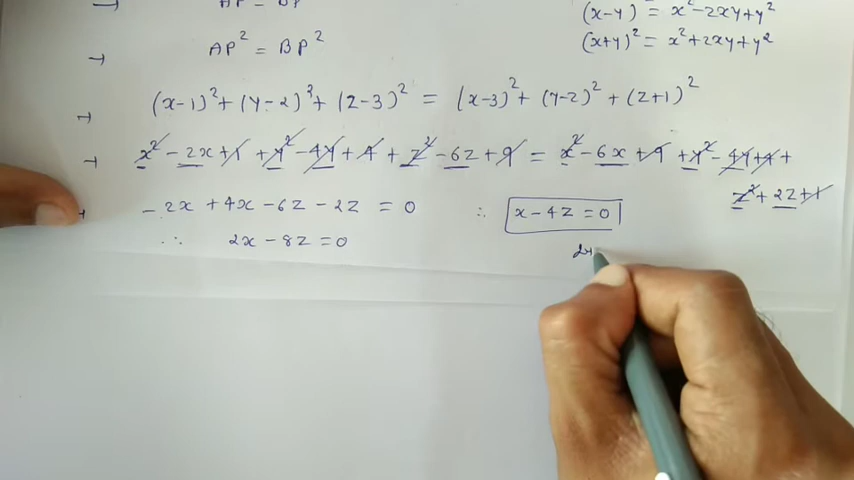 → AP = BP
(x-y)² = x²-2xy+y²
→ AP² = BP²
(x+y)² = x²+2xy+y²
→ (x-1)²+(y-2)²+(z-3)² = (x-3)²+(y-2)²+(z+1)²
→ x²-2x+1+y²-4y+4+z²-6z+9 = x²-6x+9+y²-4y+4+
z²+2z+1
-2x+4x-6z-2z=0 ∴ x-4z=0
∴ 2x-8z=0